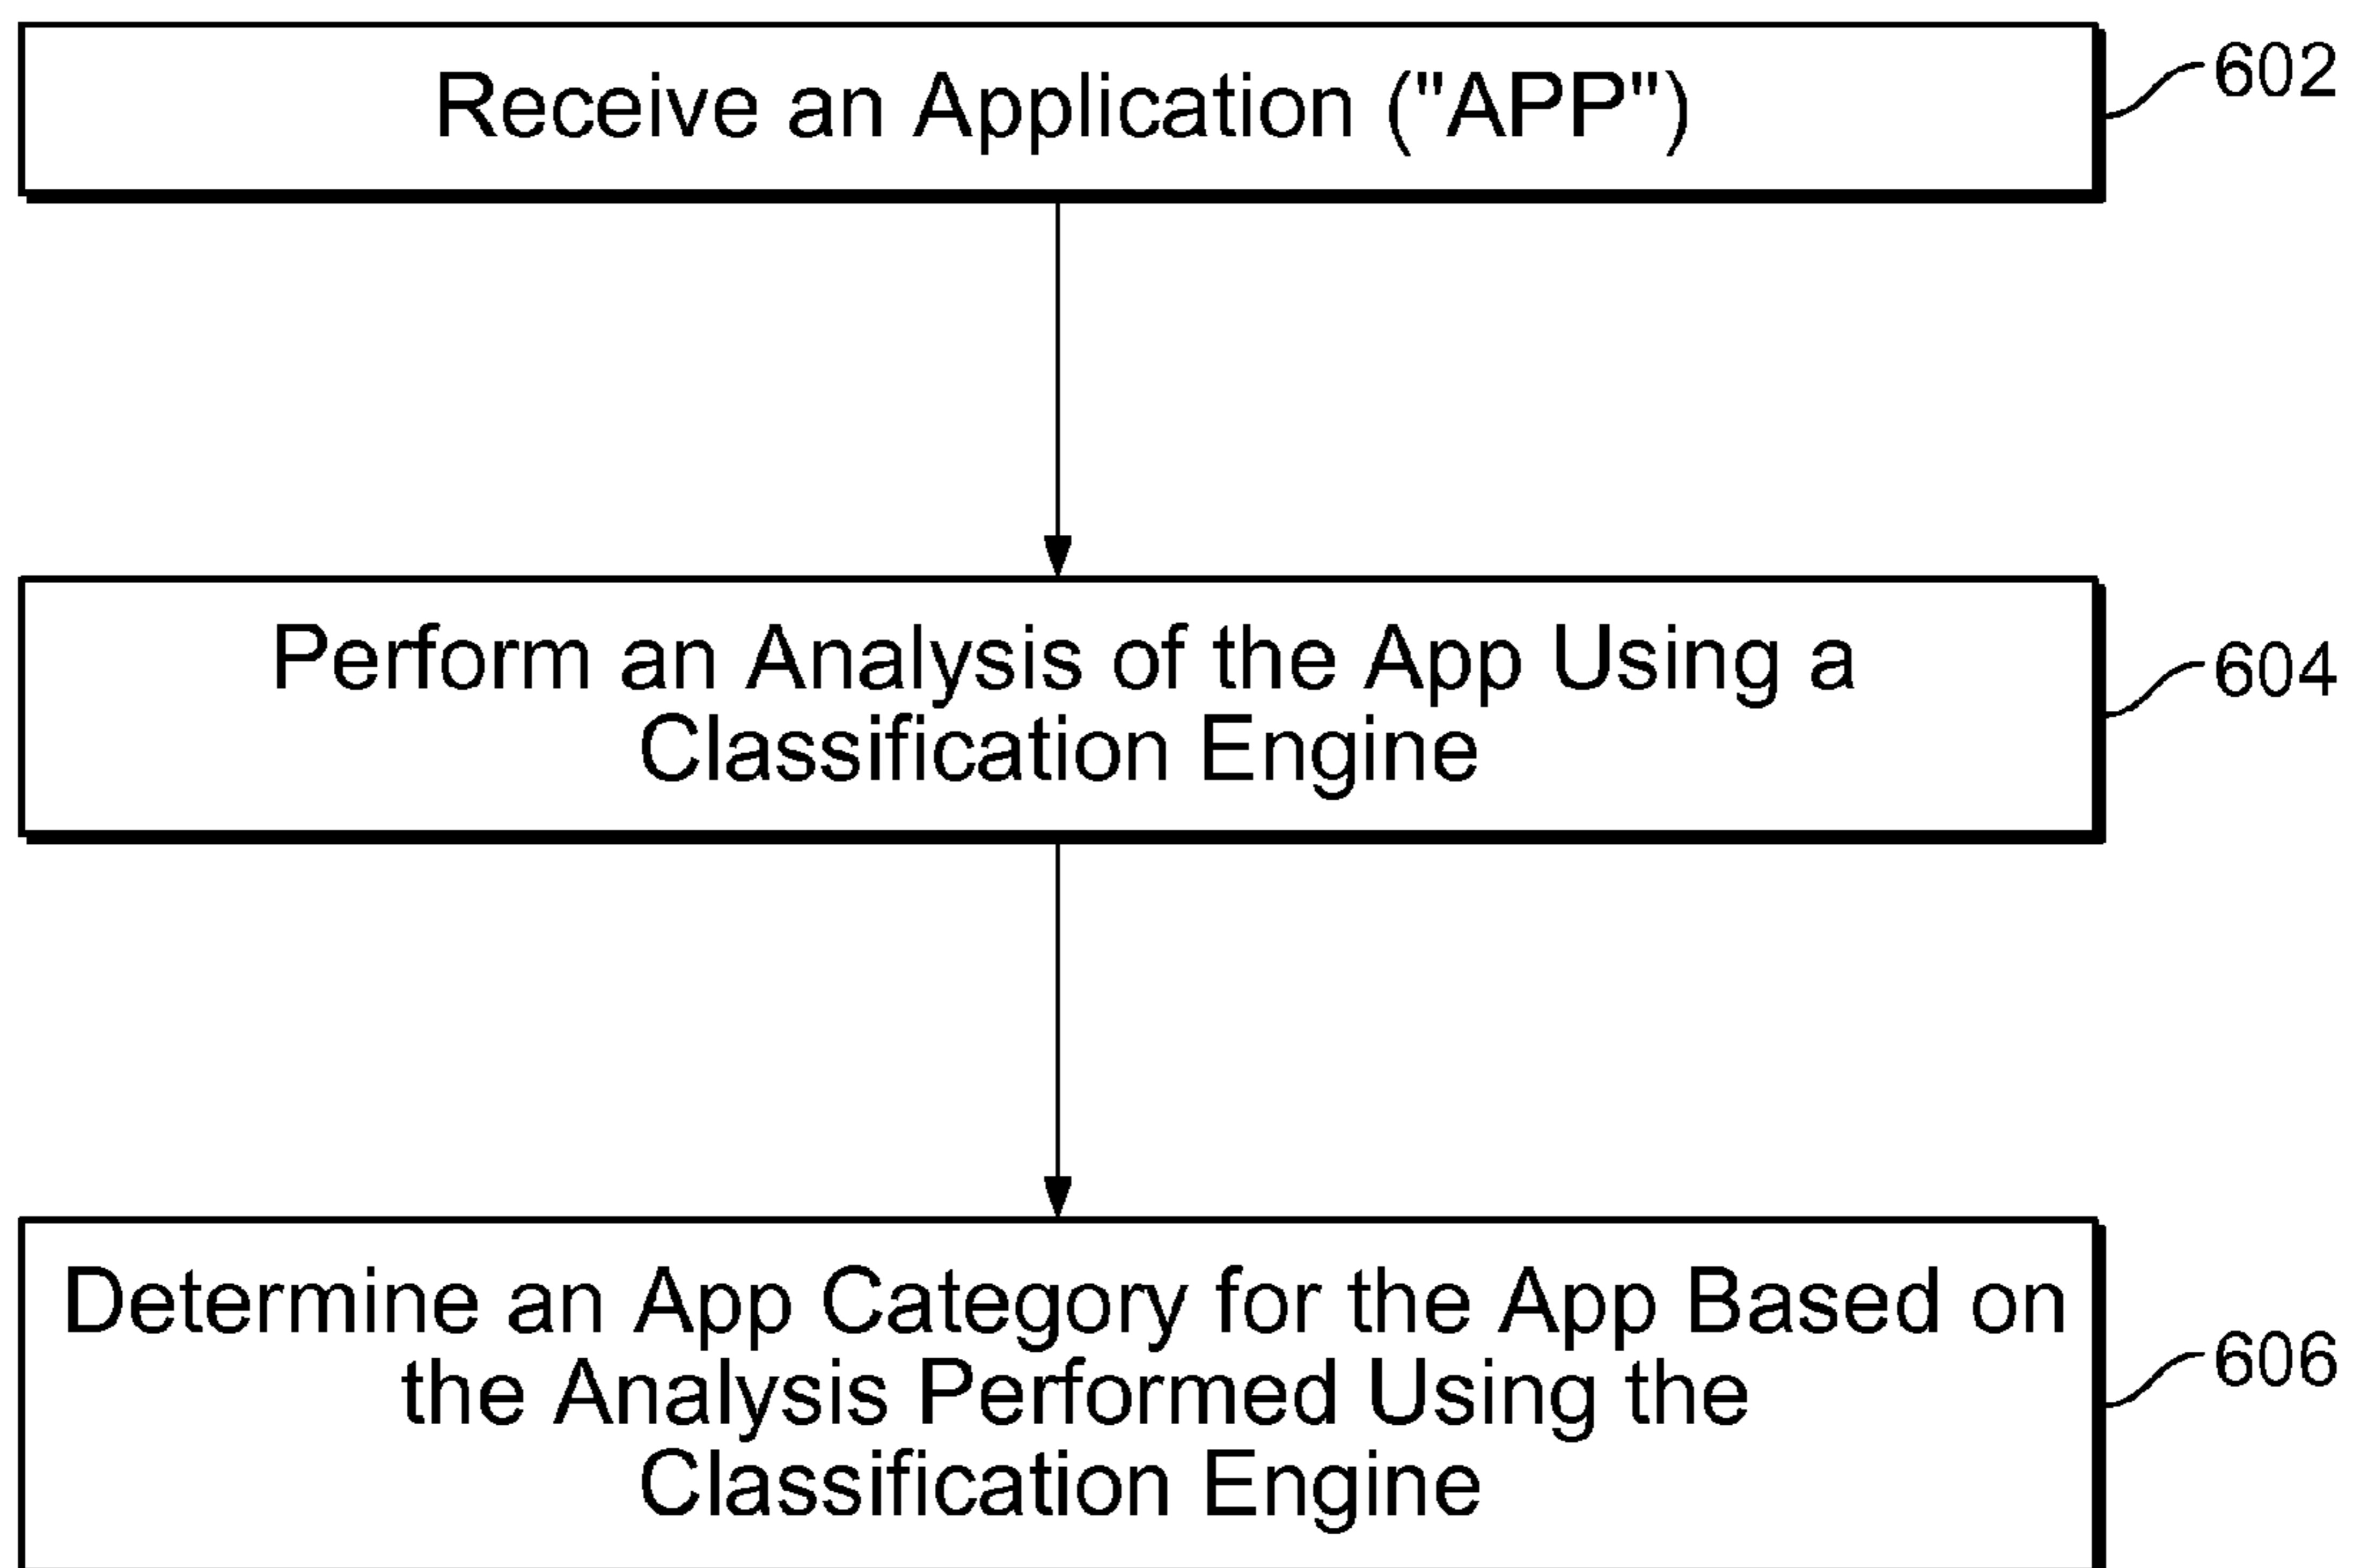 Receive an Application ("APP")
602
Perform an Analysis of the App Using a
Classification Engine
604
Determine an App Category for the App Based on
the Analysis Performed Using the
Classification Engine
606